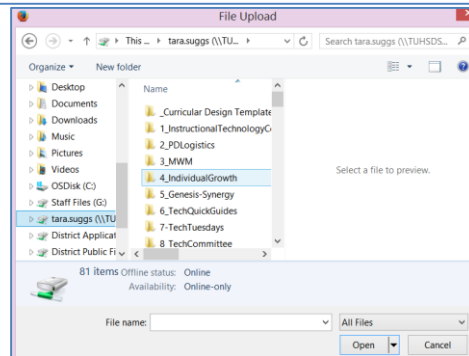 File Upload
This ... tara.suggs (\\TU... Search tara.suggs (\\TUHSDS...
Organize New folder
Desktop
Documents
Downloads
Music
Pictures
Videos
OSDisk (C:)
Staff Files (G:)
tara.suggs (\\TU
District Applicat
District Public Fi
Name
_Curricular Design Template
1_InstructionalTechnologyC
2_PDLogistics
3_MWM
4_IndividualGrowth
5_Genesis-Synergy
6_TechQuickGuides
7-TechTuesdays
8 TechCommittee
Select a file to preview.
81 items Offline status: Online
Availability: Online-only
File name: All Files
Open Cancel